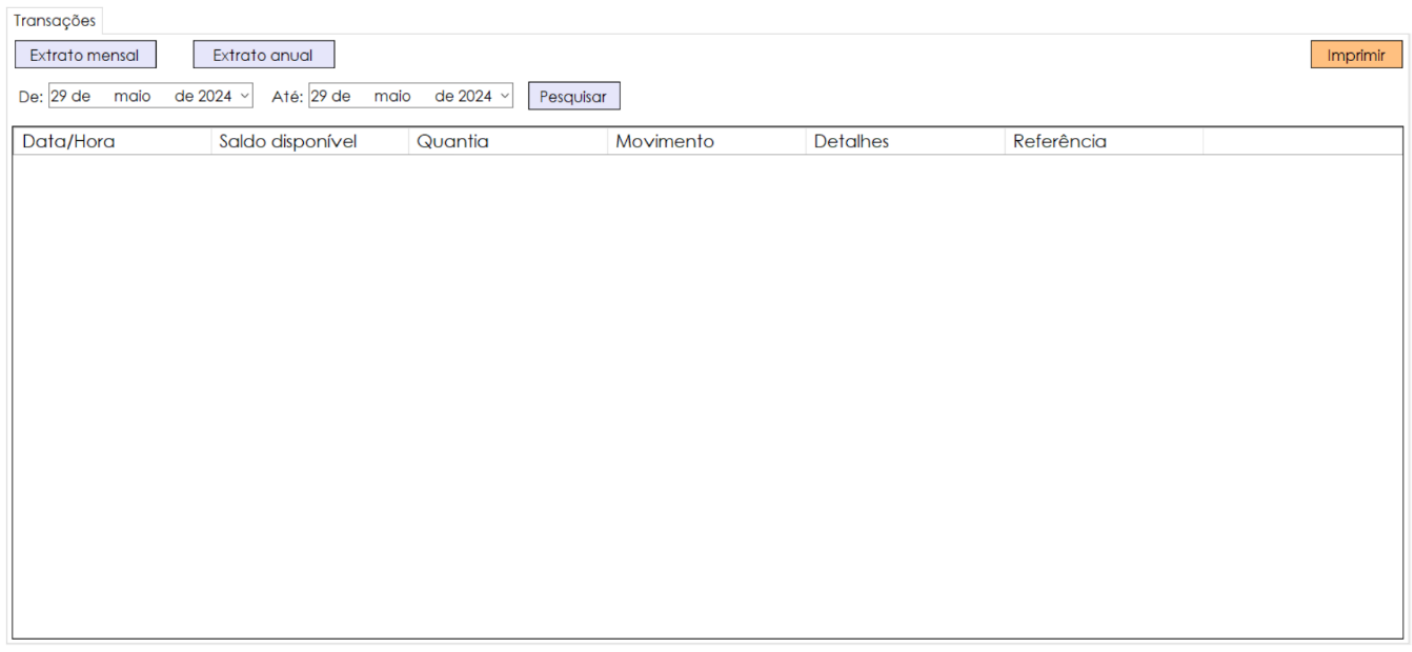 Transações
Extrato mensal Extrato anual Imprimir
De: 29 de maio de 2024 Até: 29 de maio de 2024 Pesquisar
Data/Hora Saldo disponível Quantia Movimento Detalhes Referência